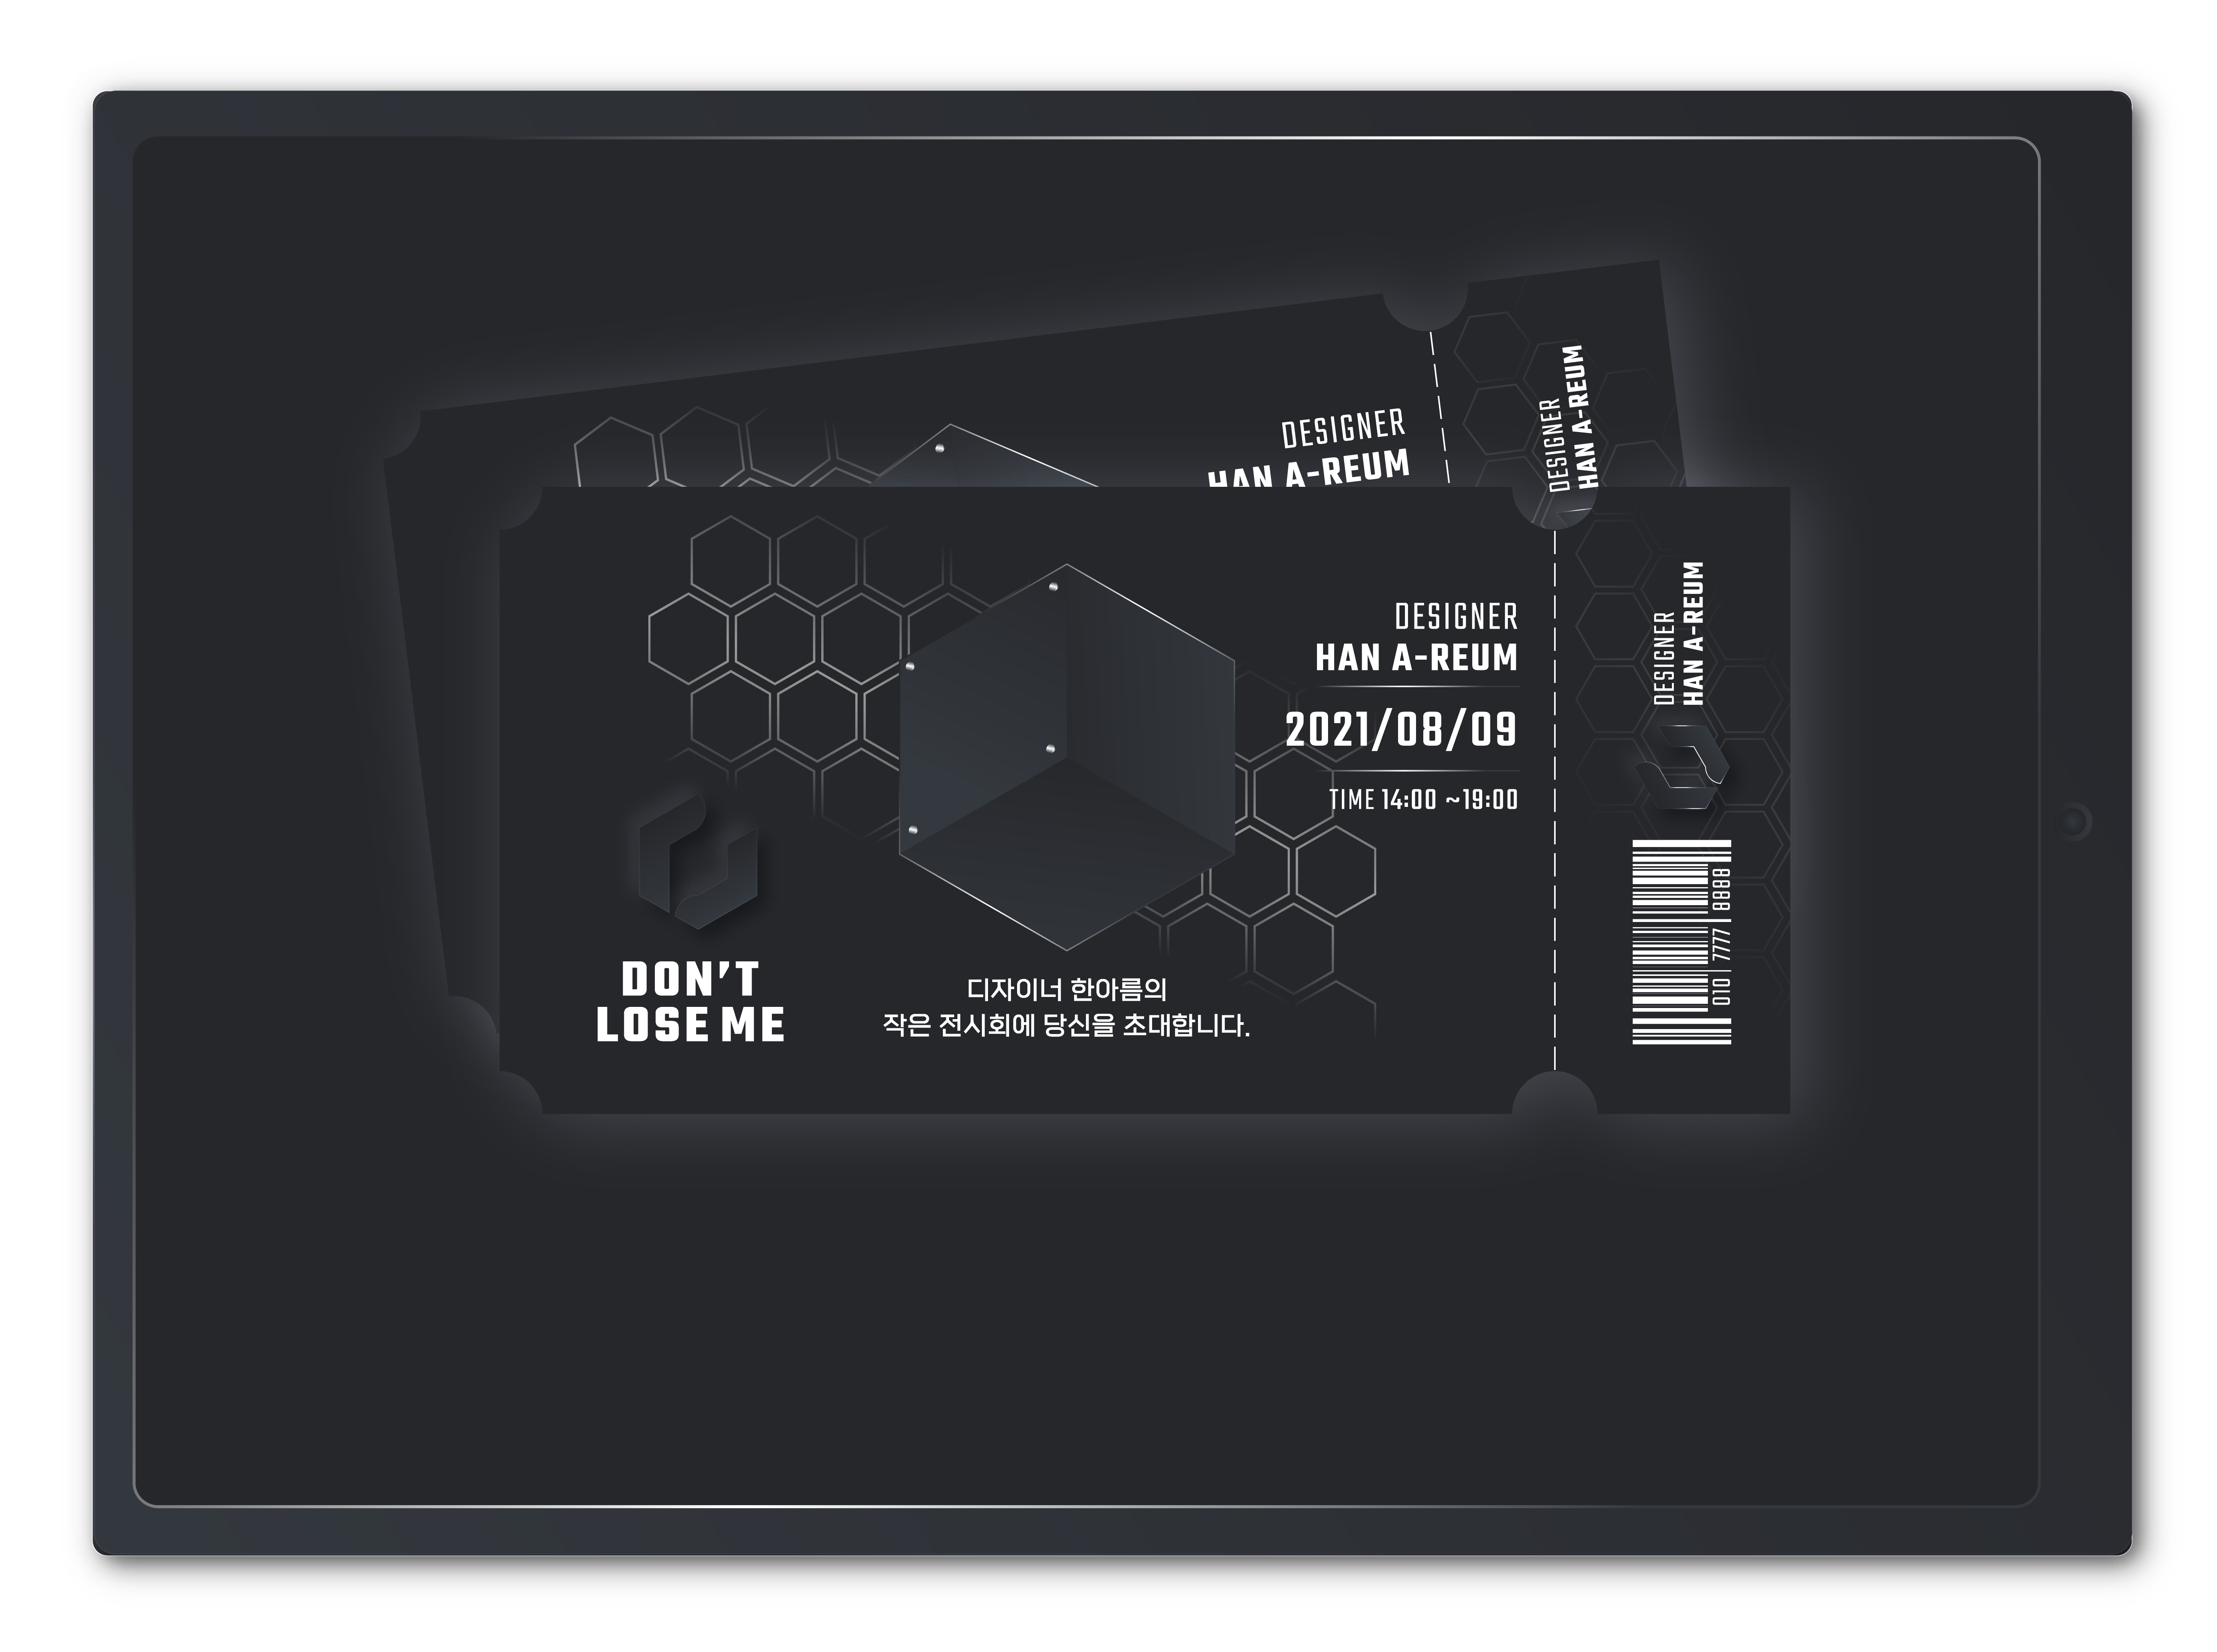 DESIGNER
HAN A-REUM
DESIGNER
HAN A-REUM
DESIGNER
HAN A-REUM
2021/08/09
TIME 14:00 ~19:00
DON'T
LOSE ME
디자이너 한아름의
작은 전시회에 당신을 초대합니다.
DESIGNER
HAN A-REUM
010 7777 8888